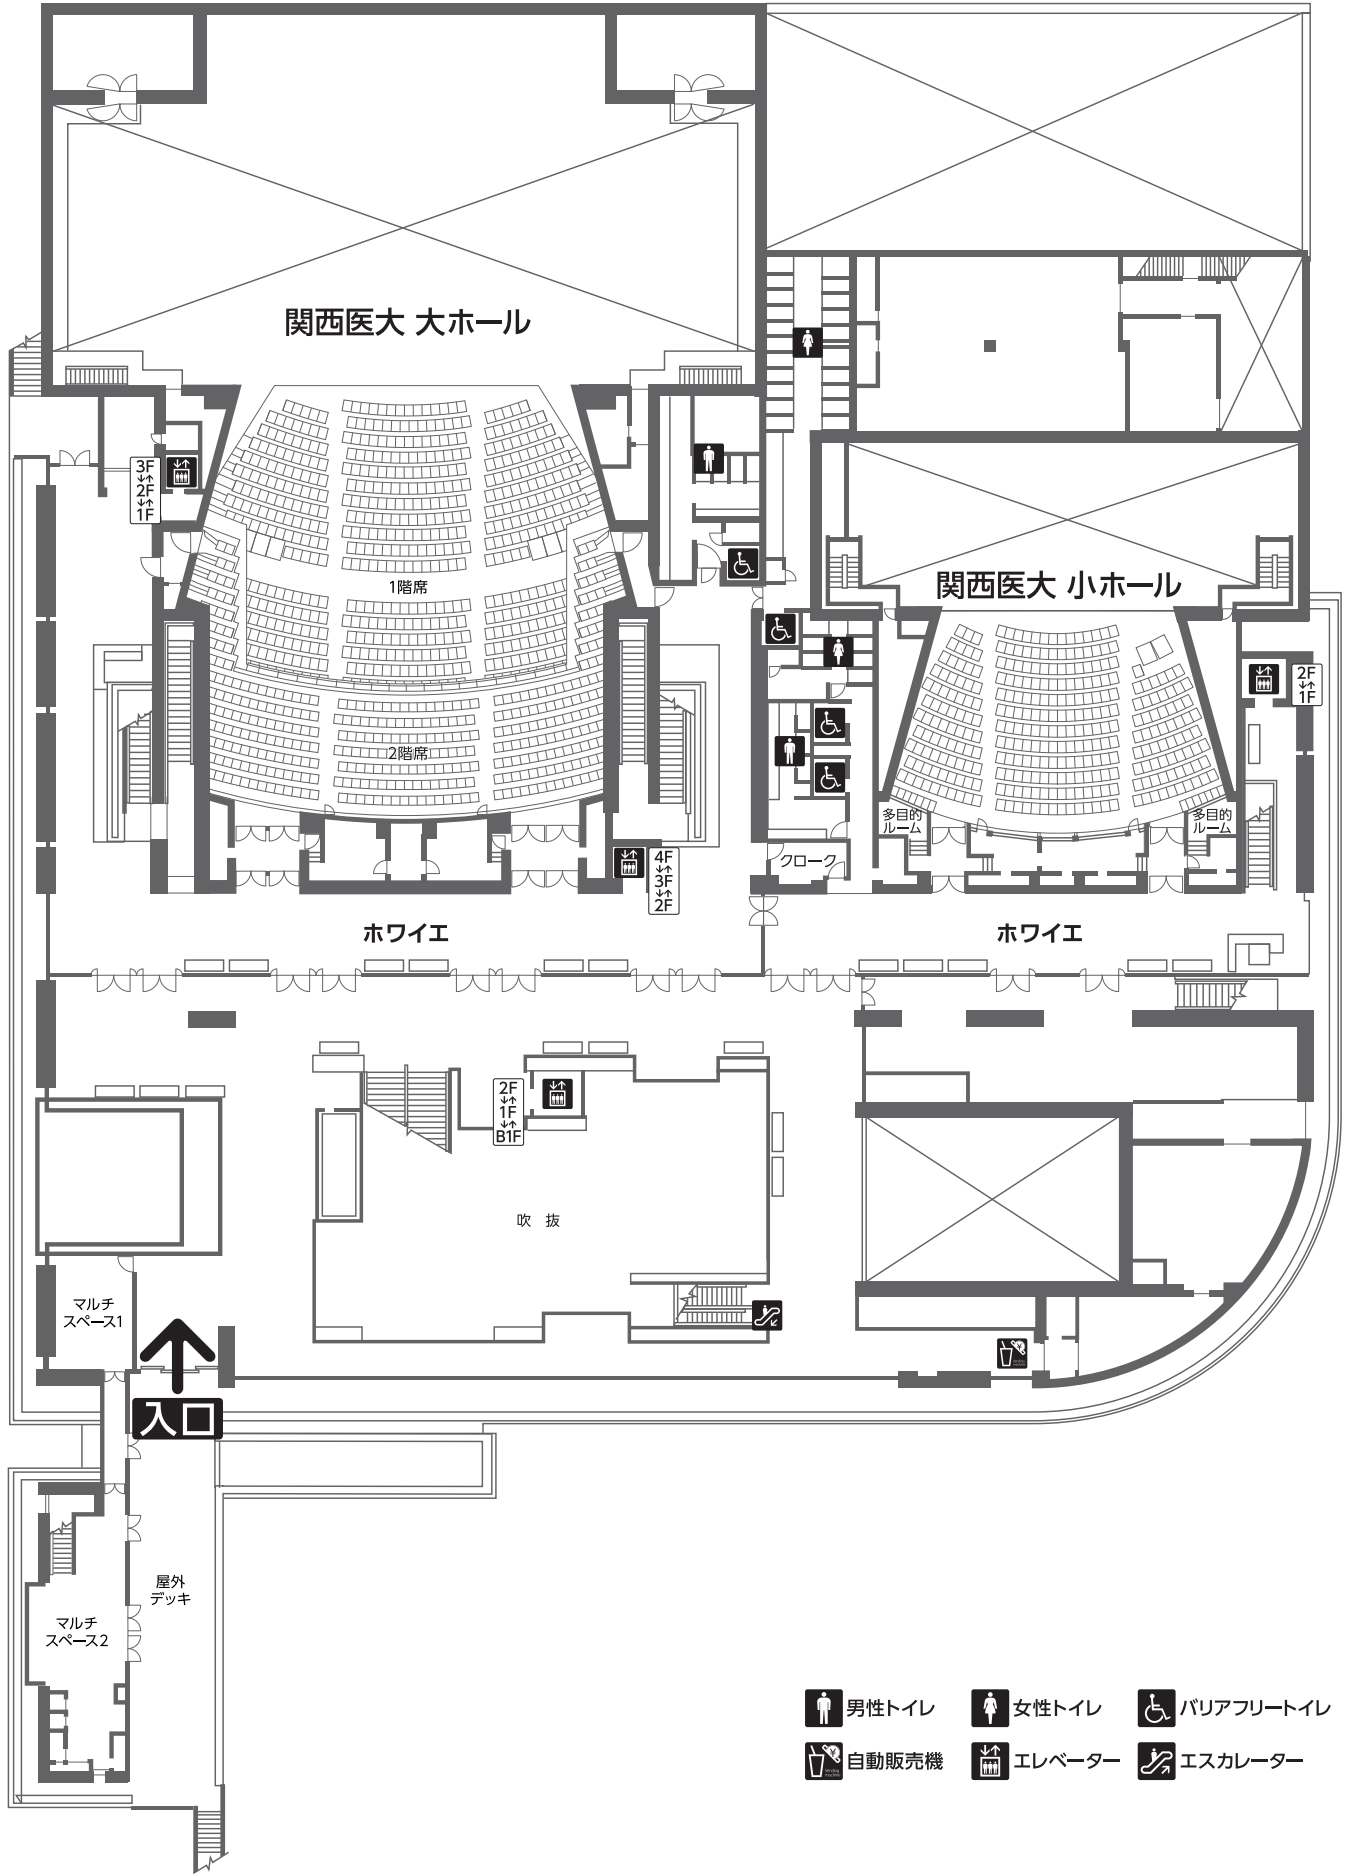 関西医大 大ホール
3F
2F
1F
1階席
関西医大 小ホール
2F
1F
2階席
多目的
ルーム
多目的
ルーム
クローク
4F
3F
2F
ホワイエ
ホワイエ
2F
1F
B1F
吹 抜
マルチ
スペース1
入口
屋外
デッキ
マルチ
スペース2
男性トイレ
女性トイレ
バリアフリートイレ
自動販売機
エレベーター
エスカレーター